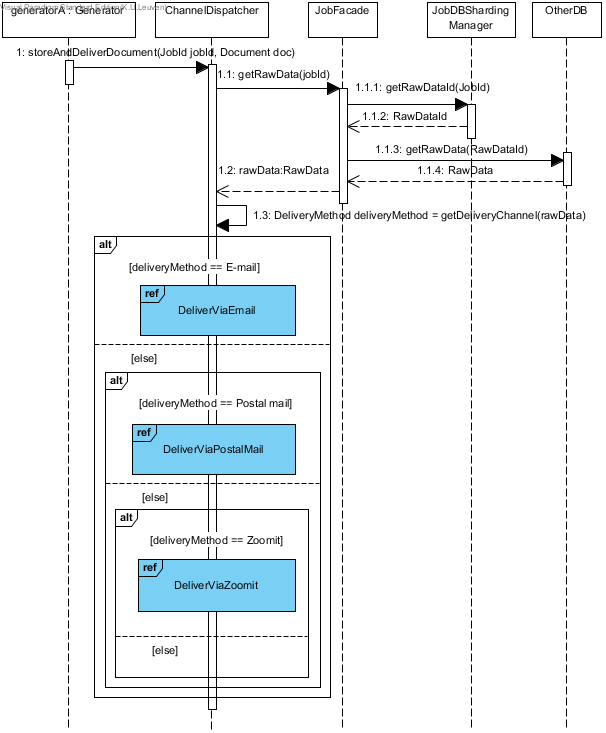 Visual Paradigm Standard Edition(K.U.Leuven)
generatorA : Generator
ChannelDispatcher
JobFacade
JobDBSharding
Manager
OtherDB
1: storeAndDeliverDocument(JobId jobId, Document doc)
1.1: getRawData(jobId)
1.1.1: getRawDataId(JobId)
1.1.2: RawDataId
1.1.3: getRawData(RawDataId)
1.1.4: RawData
1.2: rawData:RawData
1.3: DeliveryMethod deliveryMethod = getDeliveryChannel(rawData)
alt
[deliveryMethod == E-mail]
ref
DeliverViaEmail
[else]
alt
[deliveryMethod == Postal mail]
ref
DeliverViaPostalMail
[else]
alt
[deliveryMethod == Zoomit]
ref
DeliverViaZoomit
[else]